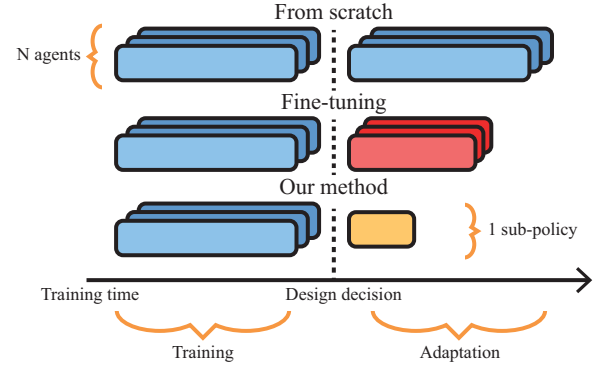 From scratch
N agents
Fine-tuning
Our method
1 sub-policy
Training time
Design decision
Training
Adaptation